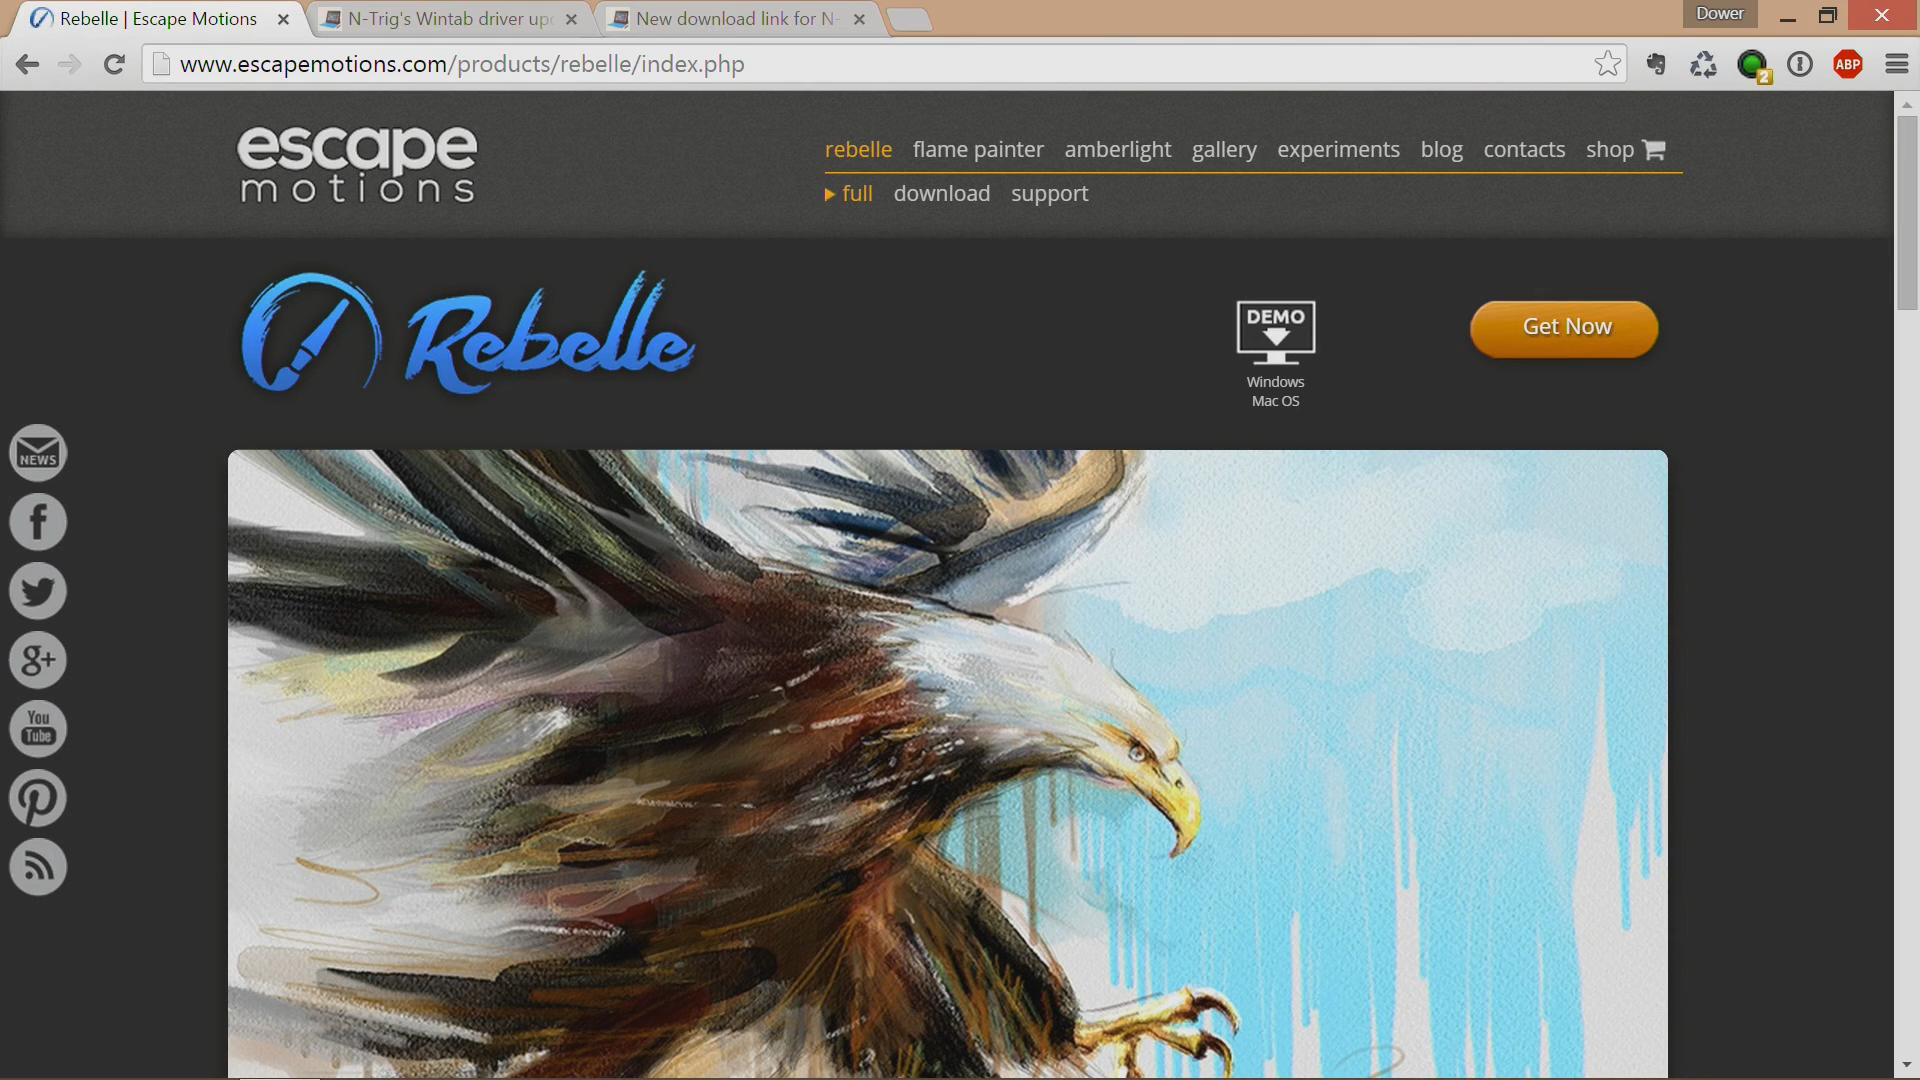 Rebelle | Escape Motions
N-Trig's Wintab driver upd
New download link for N-
Dower
www.escapemotions.com/products/rebelle/index.php
2
ABP
escape
motions
rebelle flame painter amberlight gallery experiments blog contacts shop
full download support
Rebelle
DEMO
Windows
Mac OS
Get Now
NEWS
f
g+
You
Tube